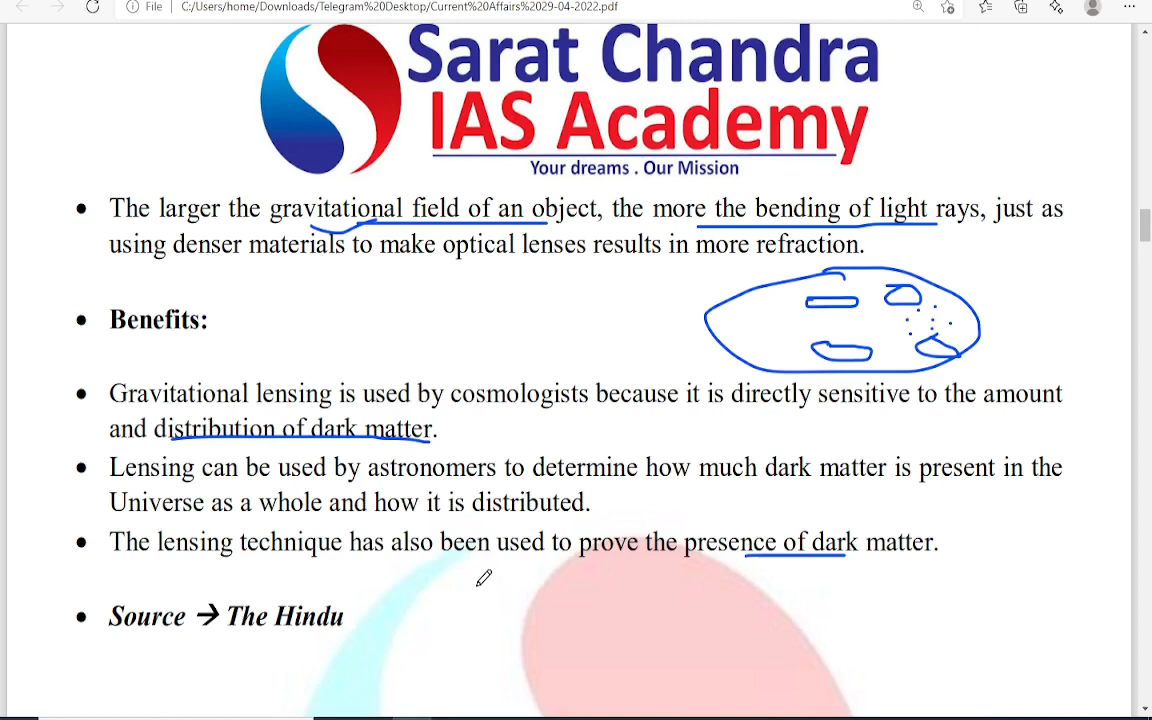 File | C:/Users/home/Downloads/Telegram%20Desktop/Current%20Affairs%2029-04-2022.pdf
Sarat Chandra
IAS Academy
Your dreams . Our Mission
• The larger the gravitational field of an object, the more the bending of light rays, just as
using denser materials to make optical lenses results in more refraction.
• Benefits:
• Gravitational lensing is used by cosmologists because it is directly sensitive to the amount
and distribution of dark matter.
• Lensing can be used by astronomers to determine how much dark matter is present in the
Universe as a whole and how it is distributed.
• The lensing technique has also been used to prove the presence of dark matter.
• Source → The Hindu